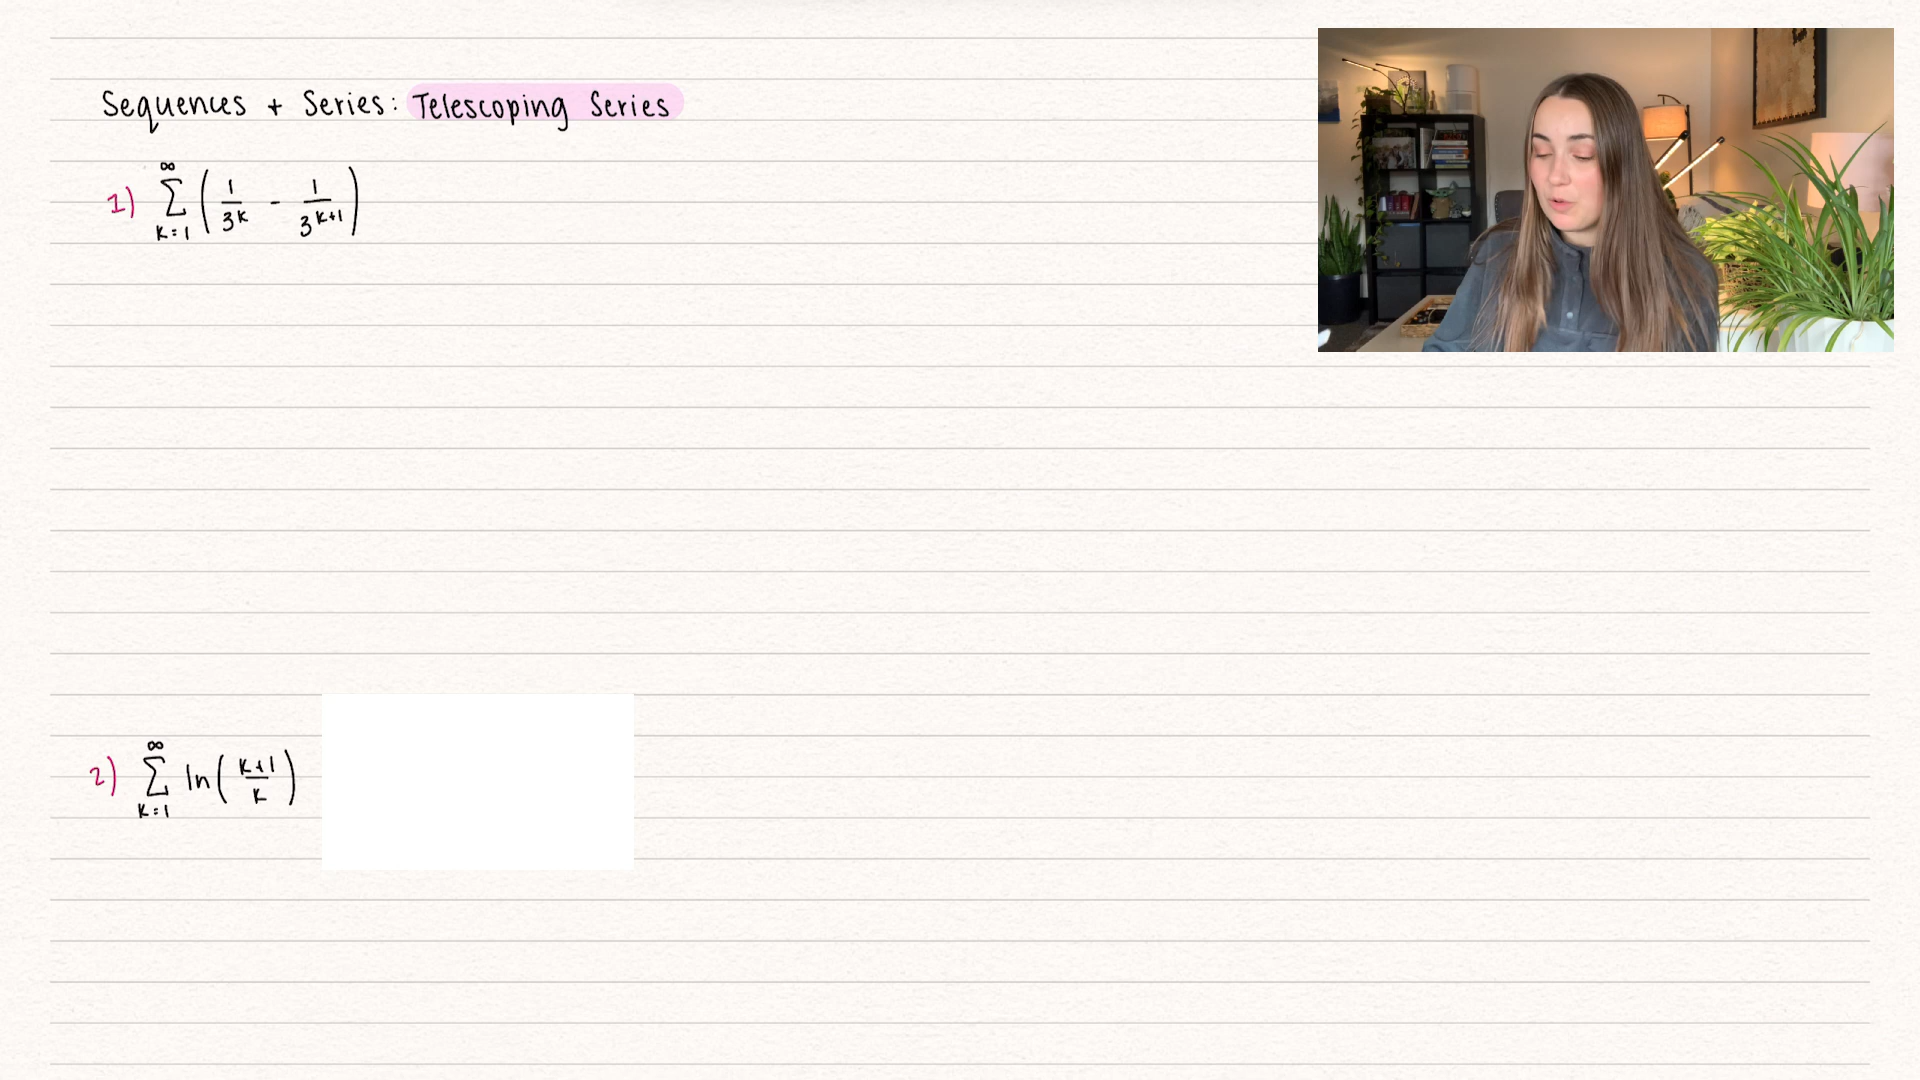 Sequences + Series: Telescoping Series
1) ∞ Σ k=1 (1/3^k - 1/3^(k+1))
2) ∞ Σ k=1 ln(k+1/k)